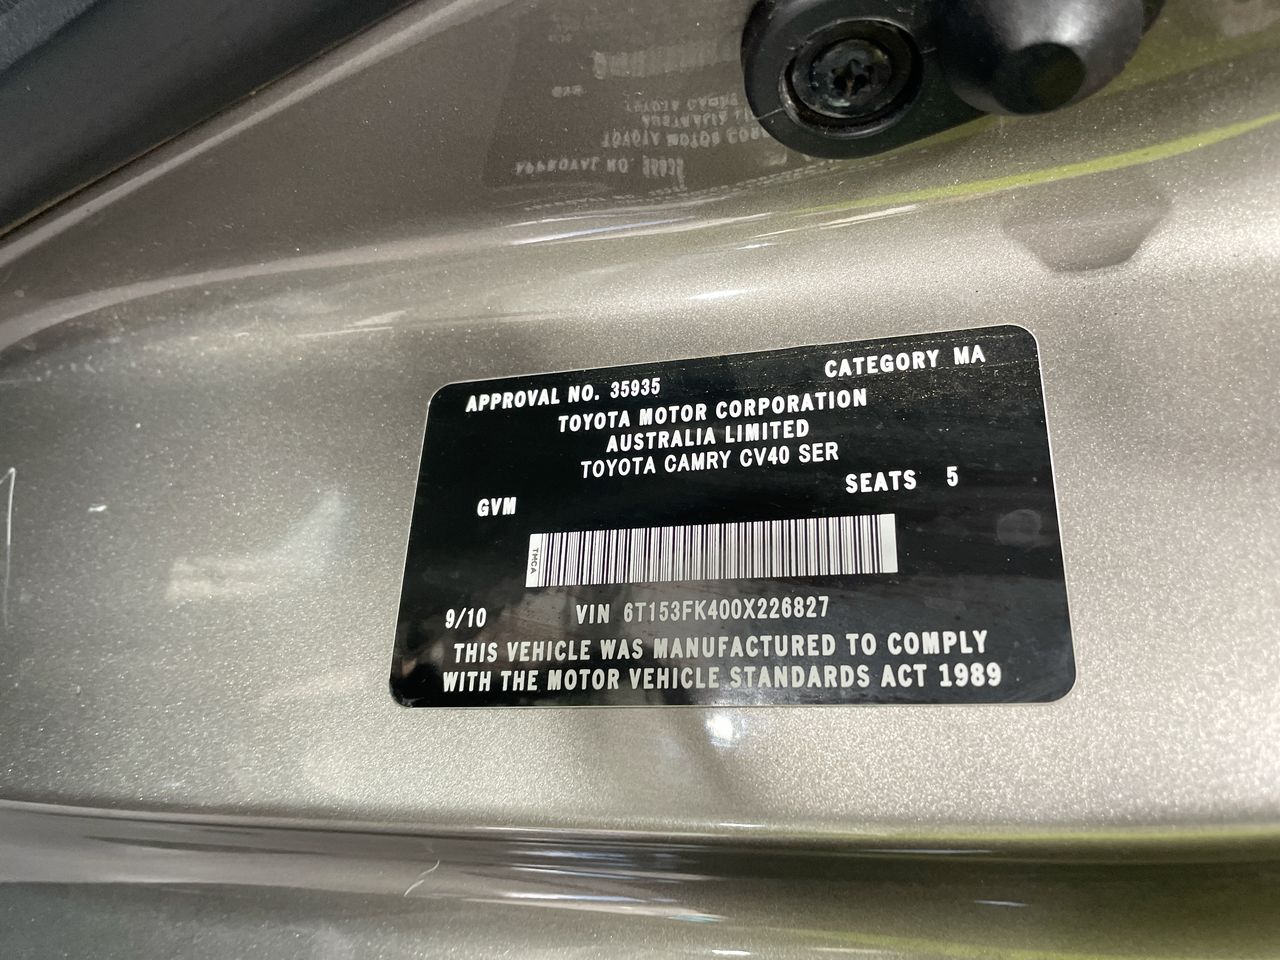 APPROVAL NO. 35935 CATEGORY MA
TOYOTA MOTOR CORPORATION
AUSTRALIA LIMITED
TOYOTA CAMRY CV40 SER
SEATS 5
GVM
TMCA
9/10 VIN 6T153FK400X226827
THIS VEHICLE WAS MANUFACTURED TO COMPLY
WITH THE MOTOR VEHICLE STANDARDS ACT 1989